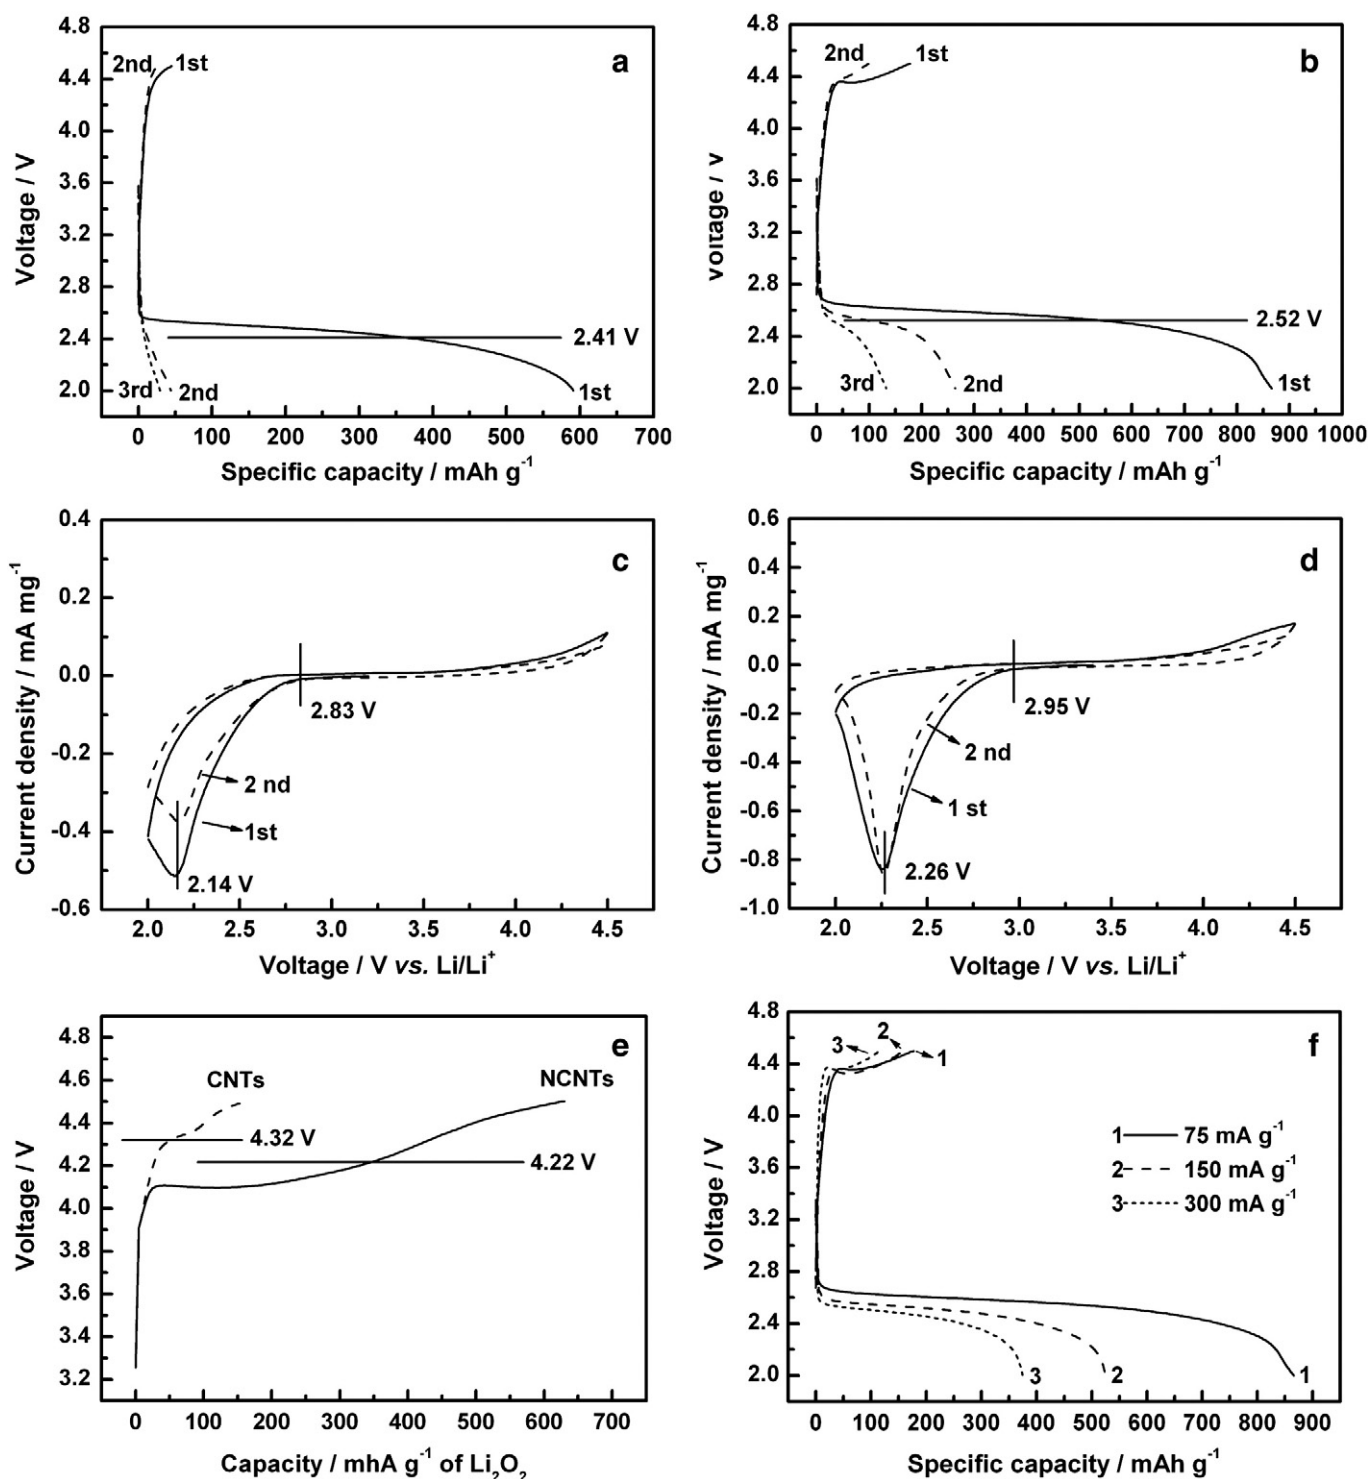 4.8
4.4
4.0
3.6
3.2
2.8
2.4
2.0
Voltage / V
2nd
1st
a
2.41 V
3rd
2nd
1st
0 100 200 300 400 500 600 700
Specific capacity / mAh g⁻¹
4.8
4.4
4.0
3.6
3.2
2.8
2.4
2.0
Voltage / V
2nd
1st
b
2.52 V
3rd
2nd
1st
0 100 200 300 400 500 600 700 800 900 1000
Specific capacity / mAh g⁻¹
0.4
0.2
0.0
-0.2
-0.4
-0.6
Current density / mA mg⁻¹
c
2.83 V
2 nd
1st
2.14 V
2.0 2.5 3.0 3.5 4.0 4.5
Voltage / V vs. Li/Li⁺
0.6
0.4
0.2
0.0
-0.2
-0.4
-0.6
-0.8
-1.0
Current density / mA mg⁻¹
d
2.95 V
2 nd
1 st
2.26 V
2.0 2.5 3.0 3.5 4.0 4.5
Voltage / V vs. Li/Li⁺
4.8
4.6
4.4
4.2
4.0
3.8
3.6
3.4
3.2
Voltage / V
e
CNTs
NCNTs
4.32 V
4.22 V
0 100 200 300 400 500 600 700
Capacity / mhA g⁻¹ of Li₂O₂
4.8
4.4
4.0
3.6
3.2
2.8
2.4
2.0
Voltage / V
f
3
2
1
1 75 mA g⁻¹
2 150 mA g⁻¹
3 300 mA g⁻¹
3
2
1
0 100 200 300 400 500 600 700 800 900
Specific capacity / mAh g⁻¹